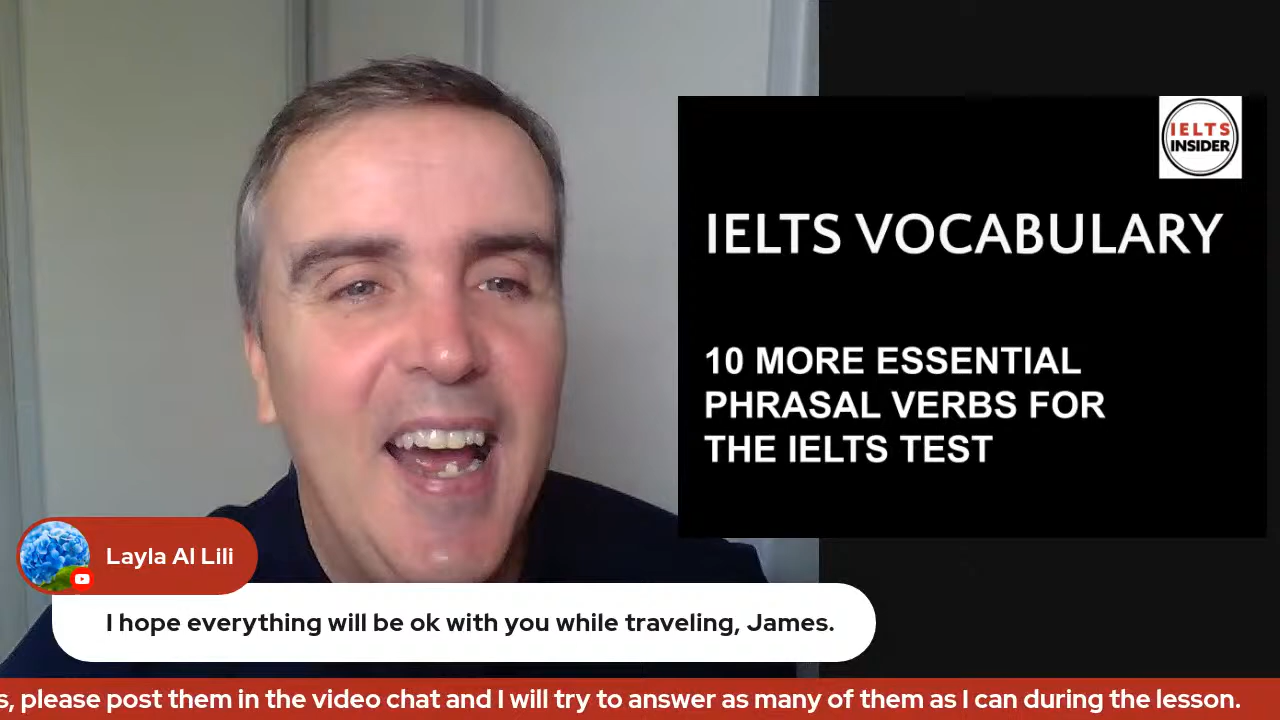 IELTS
INSIDER
IELTS VOCABULARY
10 MORE ESSENTIAL
PHRASAL VERBS FOR
THE IELTS TEST
Layla Al Lili
I hope everything will be ok with you while traveling, James.
s, please post them in the video chat and I will try to answer as many of them as I can during the lesson.